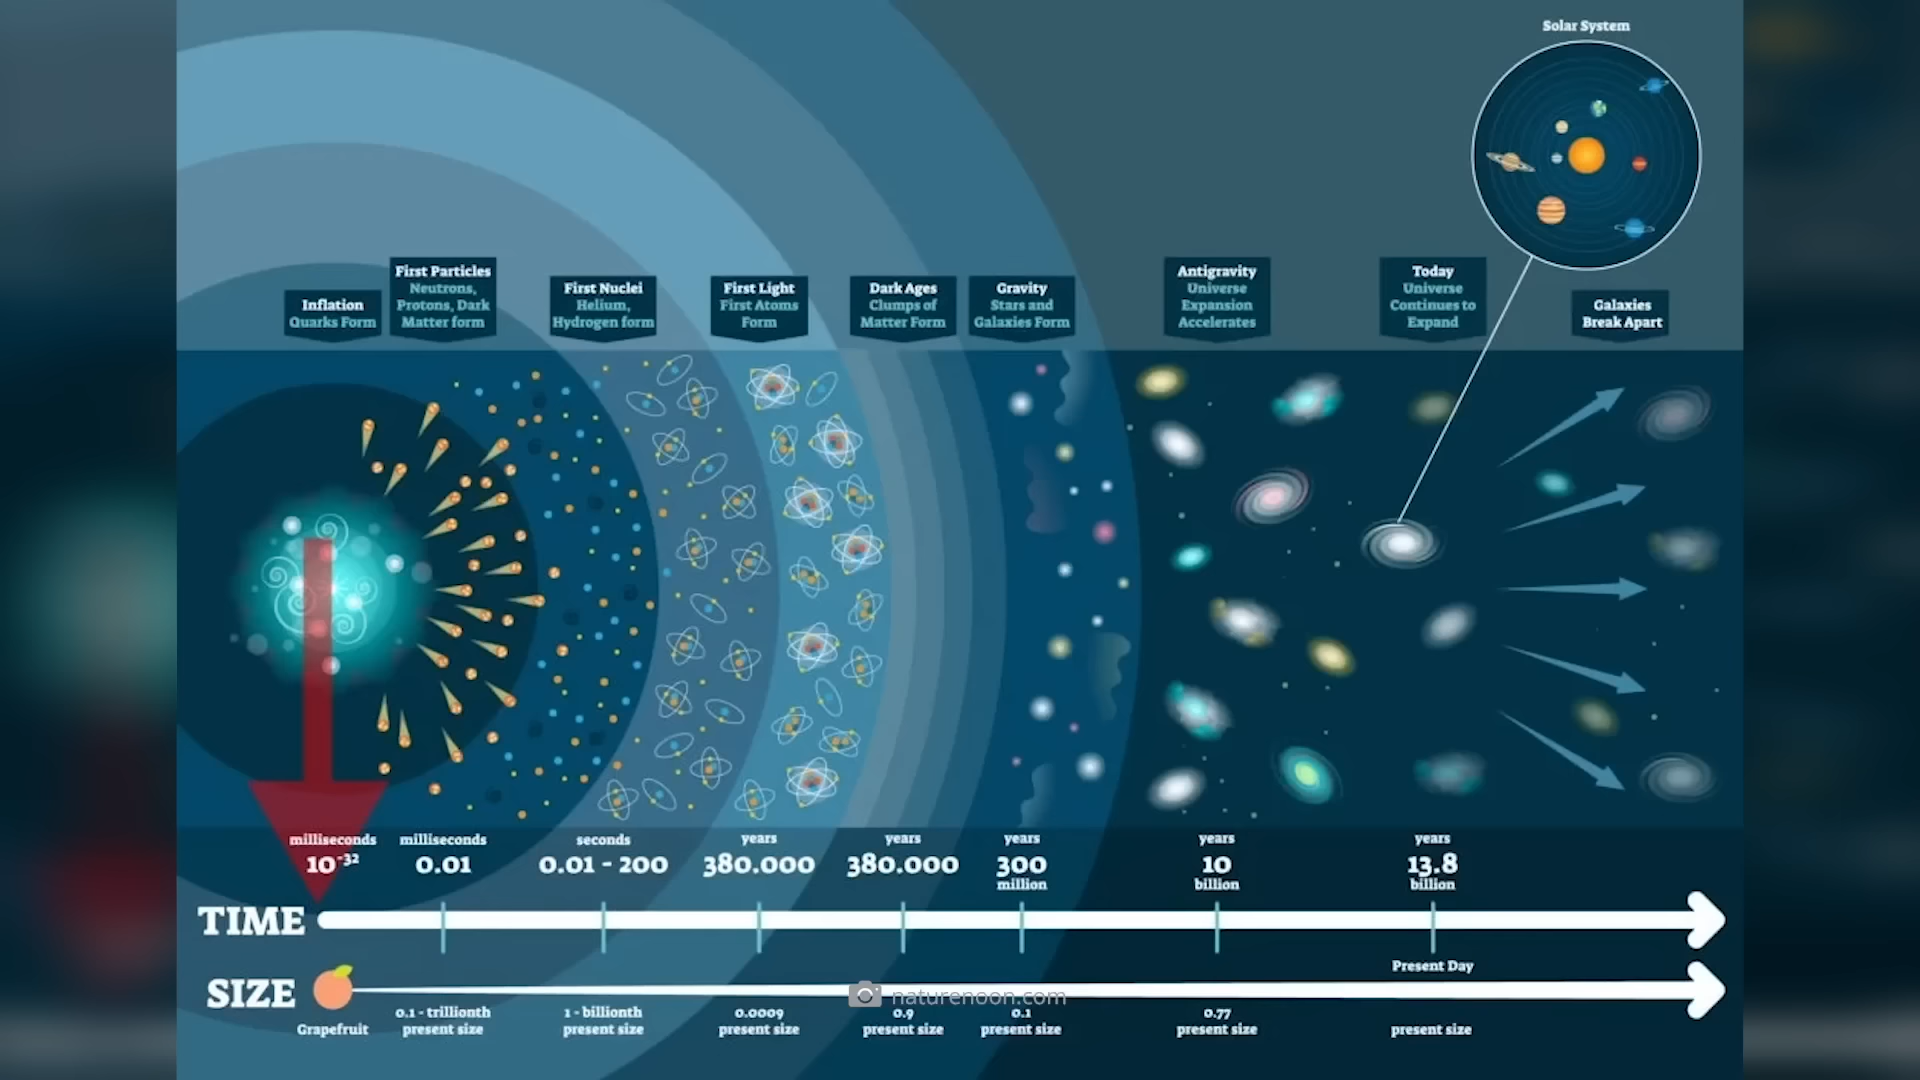 Solar System
Inflation
Quarks Form
First Particles
Neutrons,
Protons, Dark
Matter form
First Nuclei
Helium,
Hydrogen form
First Light
First Atoms
Form
Dark Ages
Clumps of
Matter Form
Gravity
Stars and
Galaxies Form
Antigravity
Universe
Expansion
Accelerates
Today
Universe
Continues to
Expand
Galaxies
Break Apart
milliseconds
10⁻³²
milliseconds
0.01
seconds
0.01 - 200
years
380.000
years
380.000
years
300
million
years
10
billion
years
13.8
billion
TIME
Present Day
SIZE
Grapefruit
0.1 - trillionth
present size
1 - billionth
present size
0.0009
present size
0.9
present size
0.1
present size
0.77
present size
present size
naturenoon.com